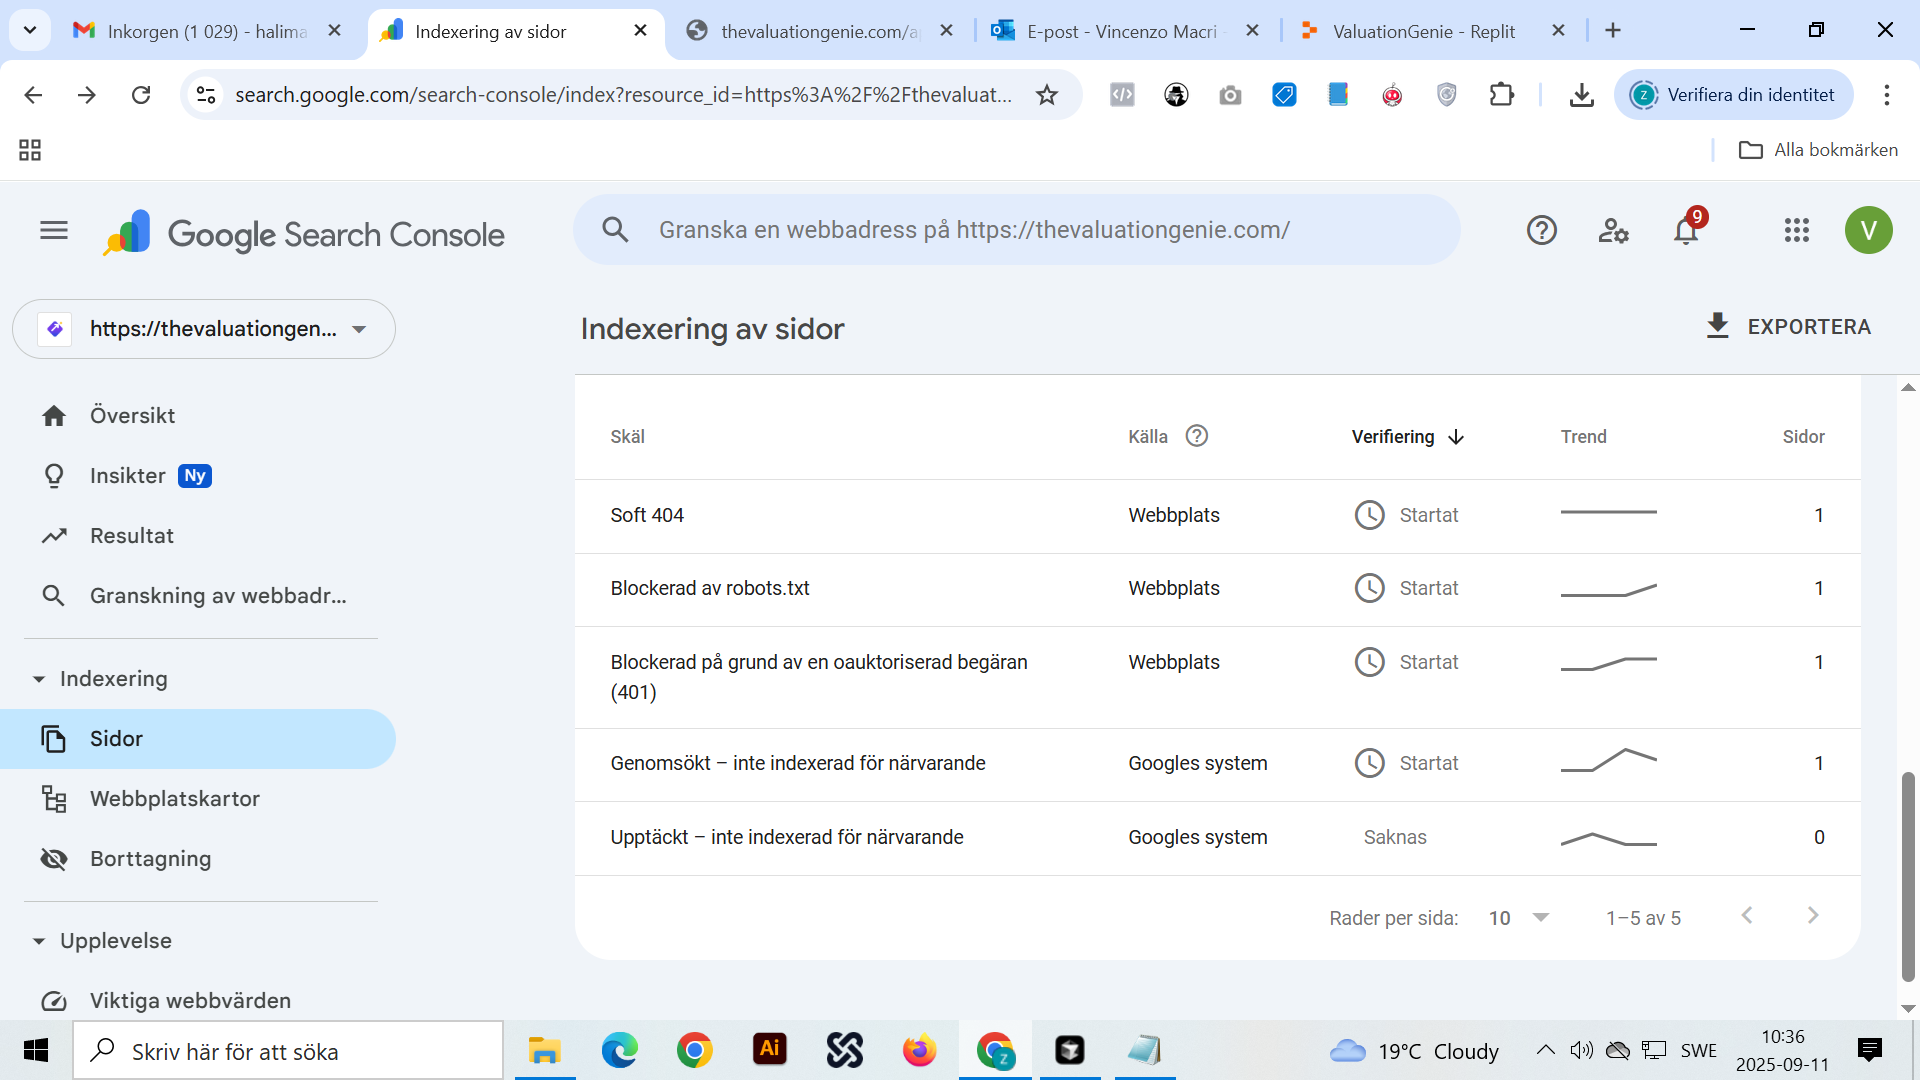 Inkorgen (1 029) - halima
Indexering av sidor
thevaluationgenie.com/a
E-post - Vincenzo Macri -
ValuationGenie - Replit
search.google.com/search-console/index?resource_id=https%3A%2F%2Fthevaluat...
Verifiera din identitet
Alla bokmärken
Google Search Console
Granska en webbadress på https://thevaluationgenie.com/
9
V
https://thevaluationgen...
Indexering av sidor
EXPORTERA
Översikt
Insikter Ny
Resultat
Granskning av webbadr...
Indexering
Sidor
Webbplatskartor
Borttagning
Upplevelse
Viktiga webbvärden
Skäl Källa Verifiering Trend Sidor
Soft 404 Webbplats Startat 1
Blockerad av robots.txt Webbplats Startat 1
Blockerad på grund av en oauktoriserad begäran
(401) Webbplats Startat 1
Genomsökt – inte indexerad för närvarande Googles system Startat 1
Upptäckt – inte indexerad för närvarande Googles system Saknas 0
Rader per sida: 10 1–5 av 5
Skriv här för att söka
Ai
Z
19°C Cloudy
SWE
10:36
2025-09-11